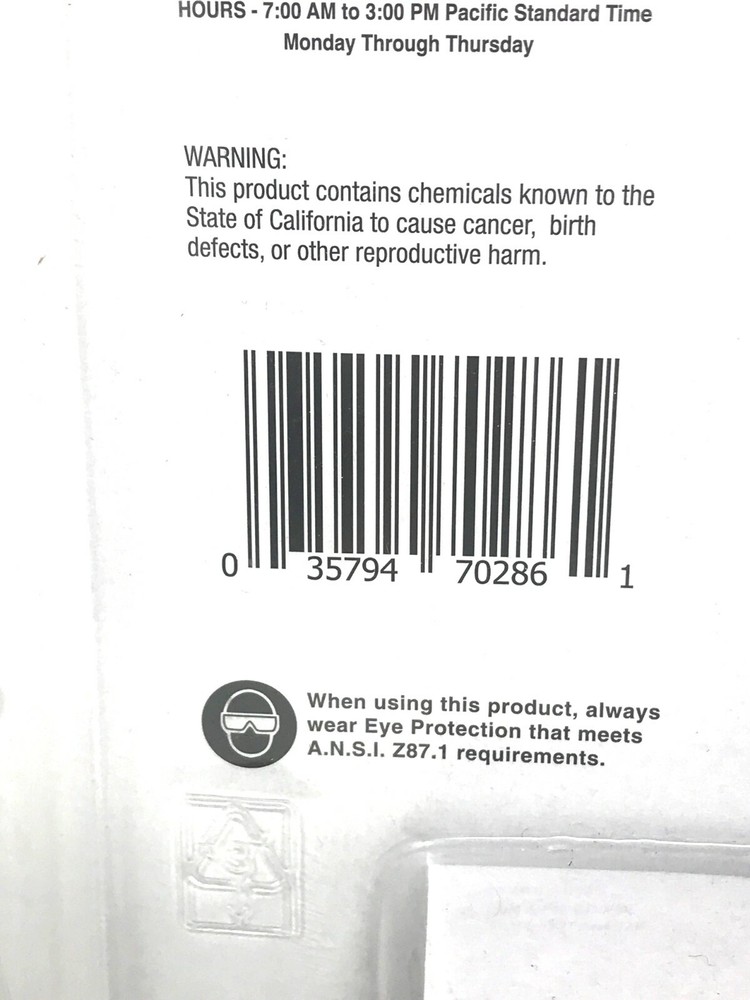 HOURS - 7:00 AM to 3:00 PM Pacific Standard Time
Monday Through Thursday
WARNING:
This product contains chemicals known to the
State of California to cause cancer, birth
defects, or other reproductive harm.
0 35794 70286 1
When using this product, always
wear Eye Protection that meets
A.N.S.I. Z87.1 requirements.